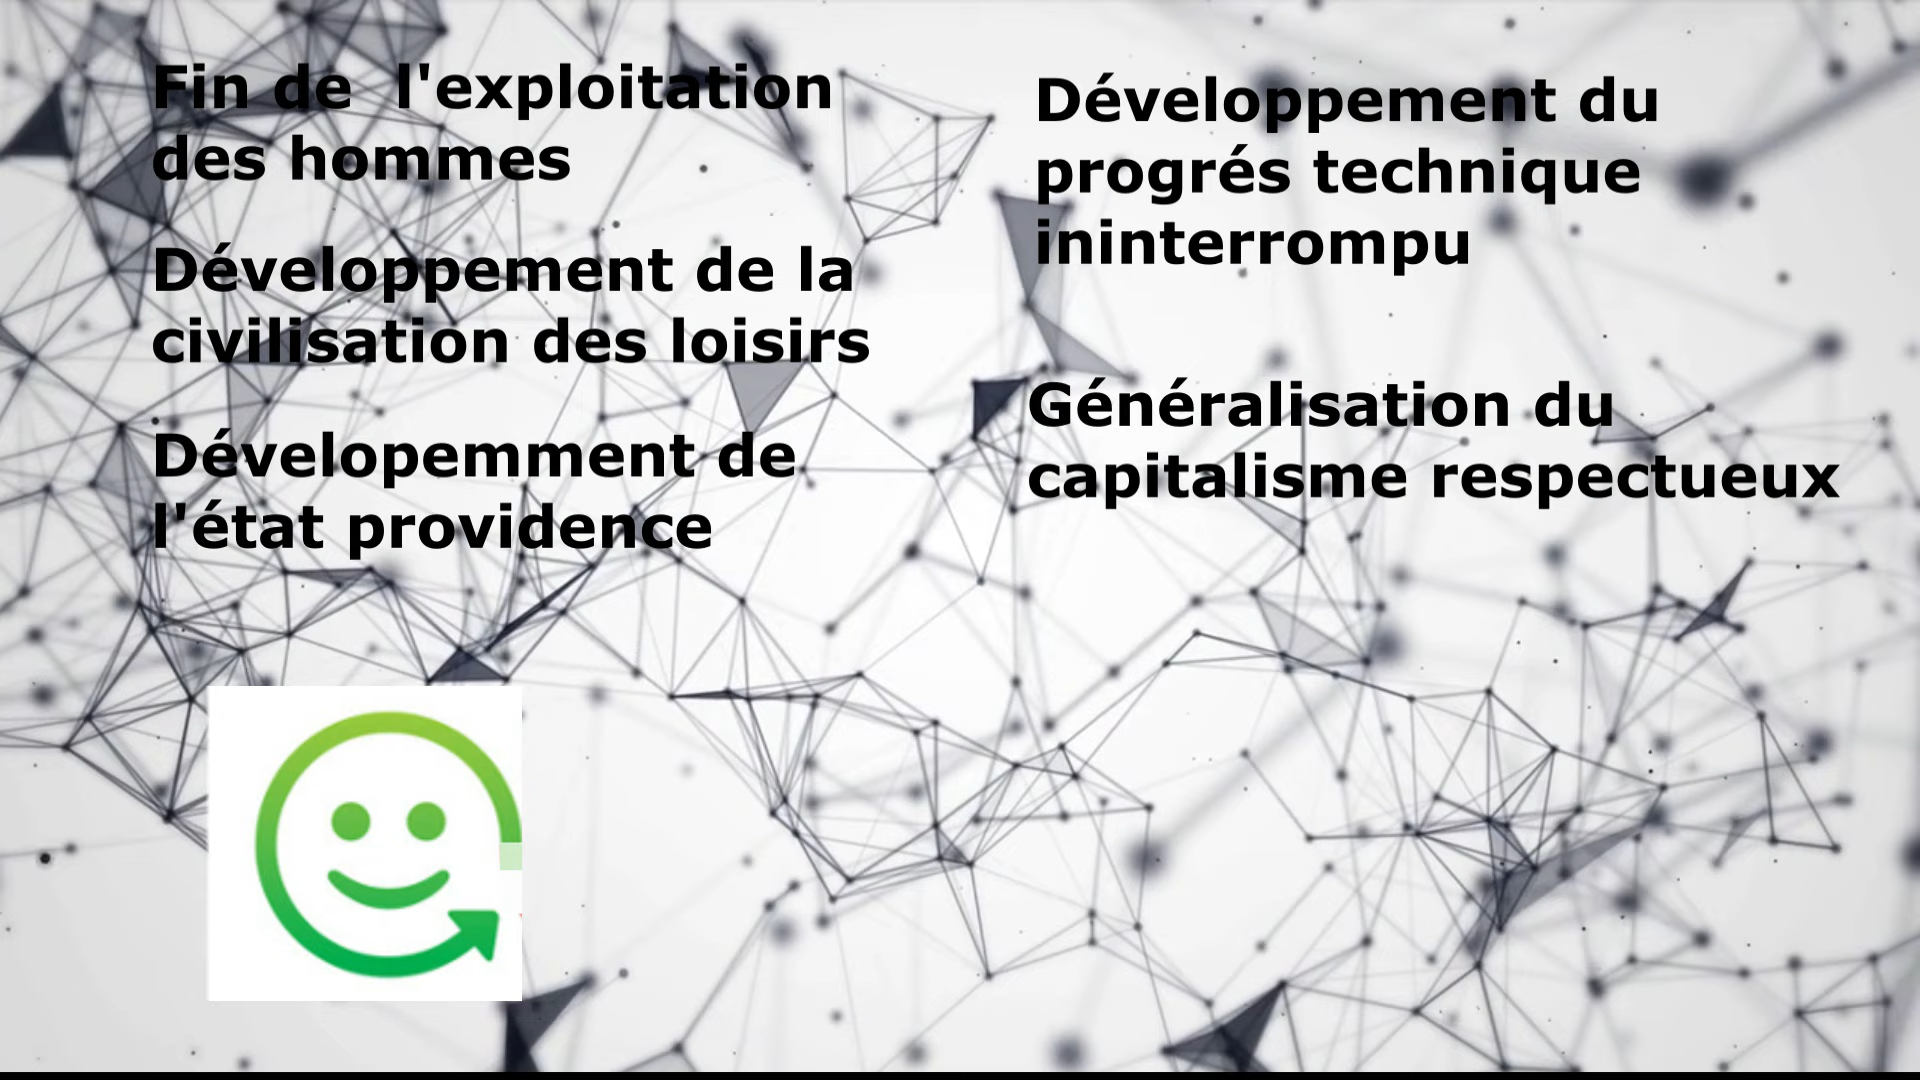 Fin de  l'exploitation
des hommes
Développement de la
civilisation des loisirs
Dévelopemment de
l'état providence
Développement du
progrés technique
ininterrompu
Généralisation du
capitalisme respectueux